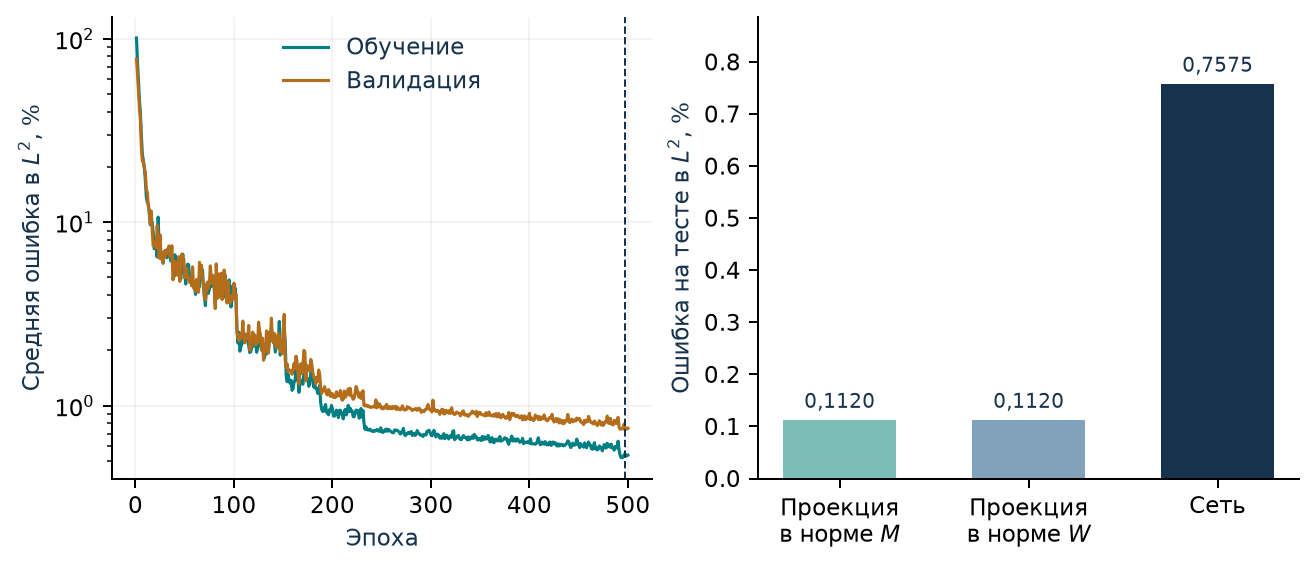 Средняя ошибка в L², %
10²
10¹
10⁰
Обучение
Валидация
0 100 200 300 400 500
Эпоха
Ошибка на тесте в L², %
0.8
0.7
0.6
0.5
0.4
0.3
0.2
0.1
0.0
0,1120 0,1120 0,7575
Проекция
в норме M
Проекция
в норме W
Сеть